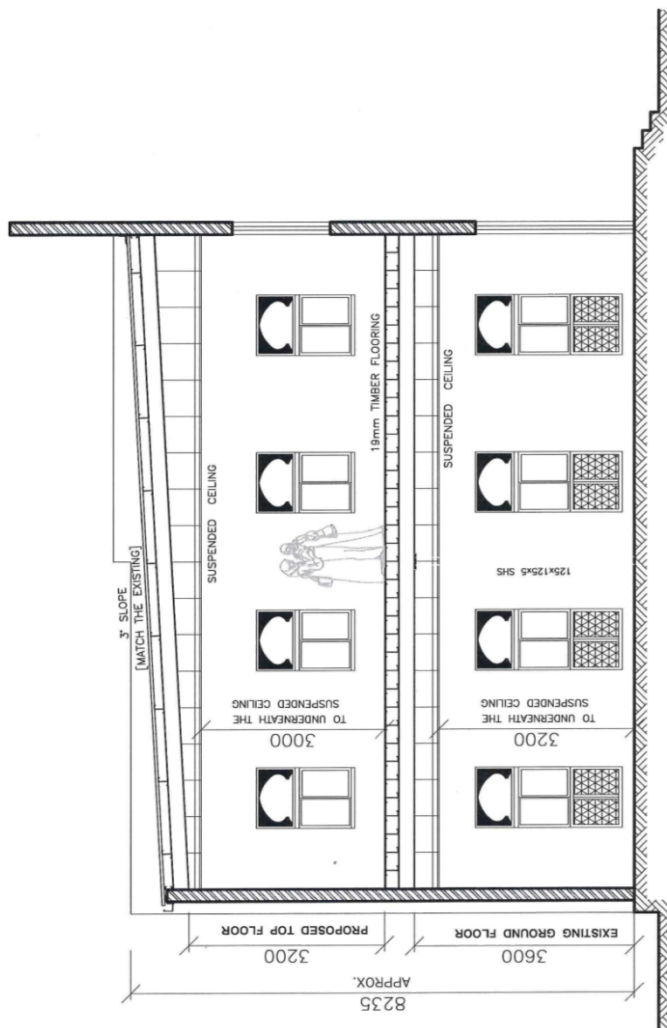 3° SLOPE
[MATCH THE EXISTING]
SUSPENDED CEILING
19mm TIMBER FLOORING
SUSPENDED CEILING
125x125x5 SHS
3000
TO UNDERNEATH THE
SUSPENDED CEILING
3200
TO UNDERNEATH THE
SUSPENDED CEILING
PROPOSED TOP FLOOR
3200
EXISTING GROUND FLOOR
3600
8235
APPROX.